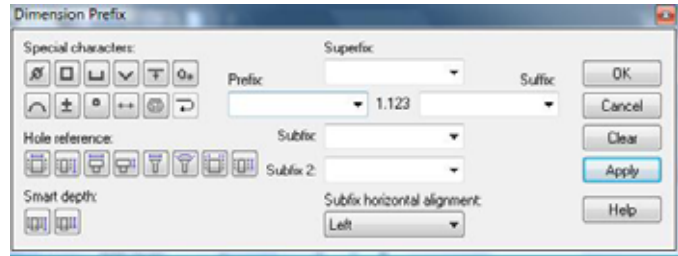 Dimension Prefix
Special characters:
Superfix:
Prefix:
1.123
Suffix:
OK
Cancel
Hole reference:
Subfix:
Clear
Subfix 2:
Apply
Smart depth:
Subfix horizontal alignment:
Left
Help